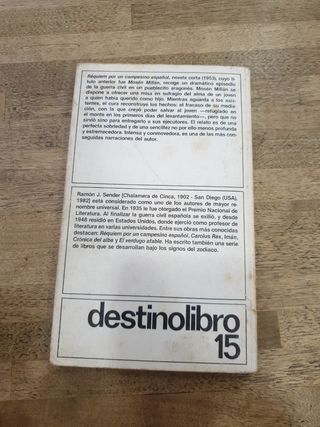 Réquiem por un campesino español, novela corta (1953), cuyo tí-
tulo anterior fue Mosén Millán, recoge un dramático episodio
de la guerra civil en un pueblecito aragonés. Mosén Millán se
dispone a ofrecer una misa en sufragio del alma de un joven
a quien había querido como hijo. Mientras aguarda a los asis-
tentes, el cura reconstruye los hechos: el fracaso de su media-
ción, con la que creyó poder salvar al joven —refugiado en
el monte en los primeros días del levantamiento—, pero que no
sirvió sino para entregarlo a sus ejecutores. El relato es de una
perfecta sobriedad y de una sencillez no por ello menos profunda
y estremecedora. Intensa y conmovedora, es una de las más con-
seguidas narraciones del autor.
Ramón J. Sender [Chalamera de Cinca, 1902 - San Diego (USA),
1982] está considerado como uno de los autores de mayor re-
nombre universal. En 1935 le fue otorgado el Premio Nacional de
Literatura. Al finalizar la guerra civil española se exilió, y desde
1948 residió en Estados Unidos, donde ejerció como profesor de
literatura en varias universidades. Entre sus obras más conocidas
destacan: Réquiem por un campesino español, Carolus Rex, Imán,
Crónica del alba y El verdugo afable. Ha escrito también una serie
de libros que se desarrollan bajo los signos del zodíaco.
destinolibro
15